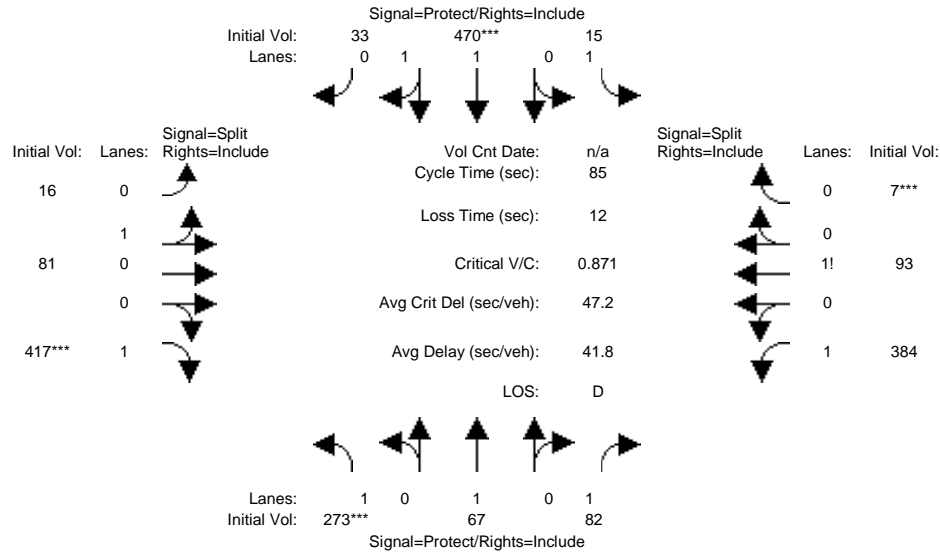 Signal=Protect/Rights=Include
Initial Vol: 33 470*** 15
Lanes: 0 1 1 0 1
Signal=Split
Initial Vol: Lanes: Rights=Include
Vol Cnt Date: n/a
Signal=Split
Rights=Include Lanes: Initial Vol:
Cycle Time (sec): 85
16 0
0 7***
Loss Time (sec): 12
1
0
81 0
Critical V/C: 0.871
1! 93
0
Avg Crit Del (sec/veh): 47.2
0
417*** 1
Avg Delay (sec/veh): 41.8
1 384
LOS: D
Lanes: 1 0 1 0 1
Initial Vol: 273*** 67 82
Signal=Protect/Rights=Include